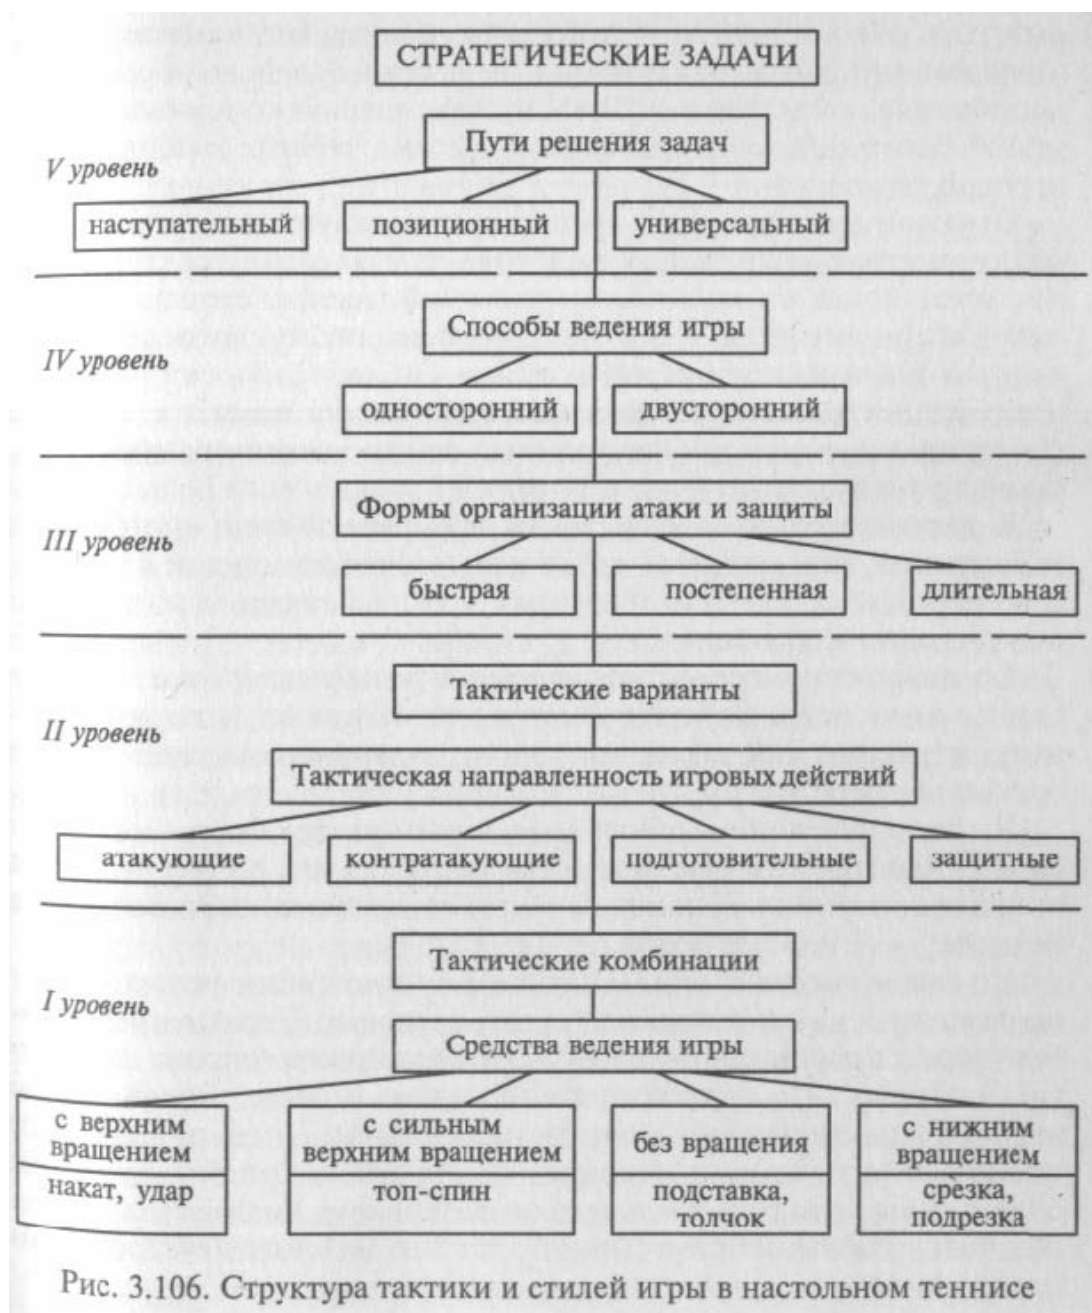 СТРАТЕГИЧЕСКИЕ ЗАДАЧИ
Пути решения задач
V уровень
наступательный
позиционный
универсальный
Способы ведения игры
IV уровень
односторонний
двусторонний
Формы организации атаки и защиты
III уровень
быстрая
постепенная
длительная
Тактические варианты
II уровень
Тактическая направленность игровых действий
атакующие
контратакующие
подготовительные
защитные
Тактические комбинации
I уровень
Средства ведения игры
с верхним
вращением
накат, удар
с сильным
верхним вращением
топ-спин
без вращения
подставка,
толчок
с нижним
вращением
срезка,
подрезка
Рис. 3.106. Структура тактики и стилей игры в настольном теннисе